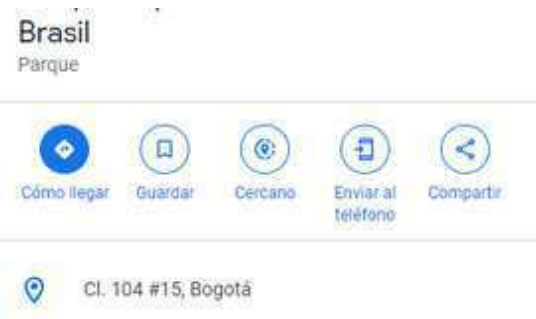 Brasil
Parque
Cómo llegar
Guardar
Cercano
Enviar al
teléfono
Compartir
Cl. 104 #15, Bogotá